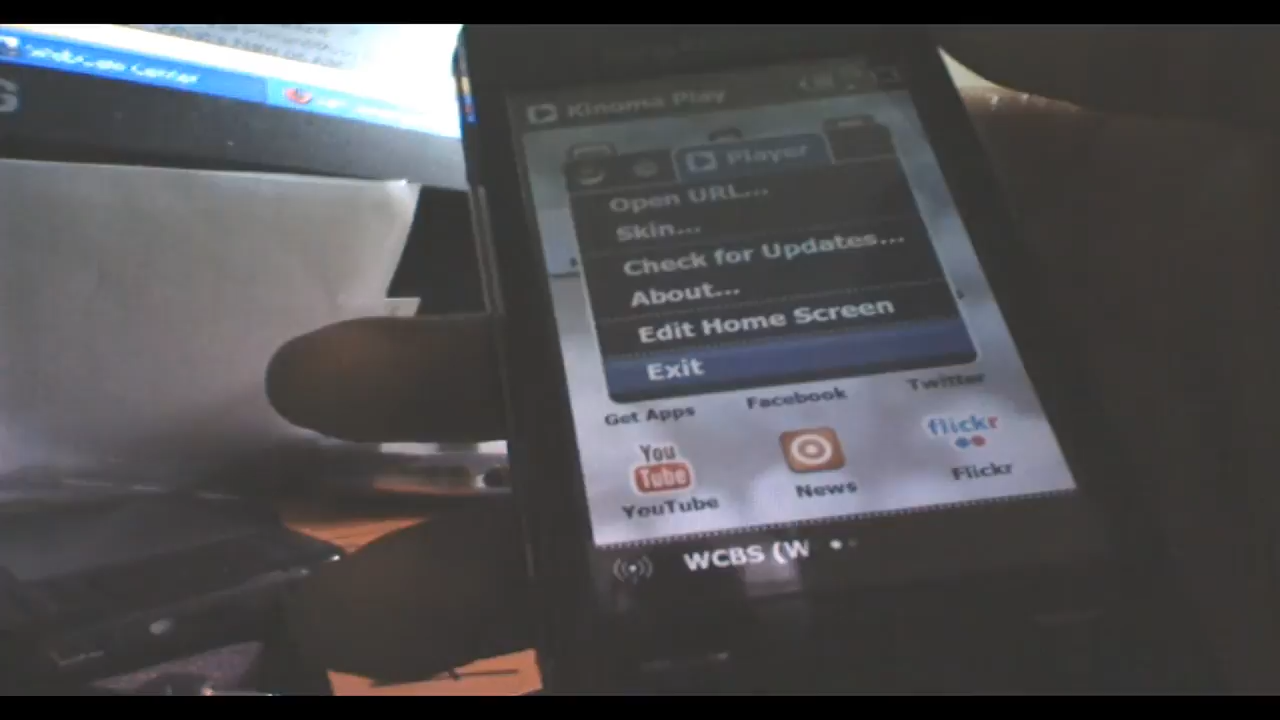 Kinoma Play
Player
Open URL...
Skin...
Check for Updates...
About...
Edit Home Screen
Exit
Get Apps
Facebook
Twitter
You
Tube
flickr
YouTube
News
Flickr
WCBS (W
G